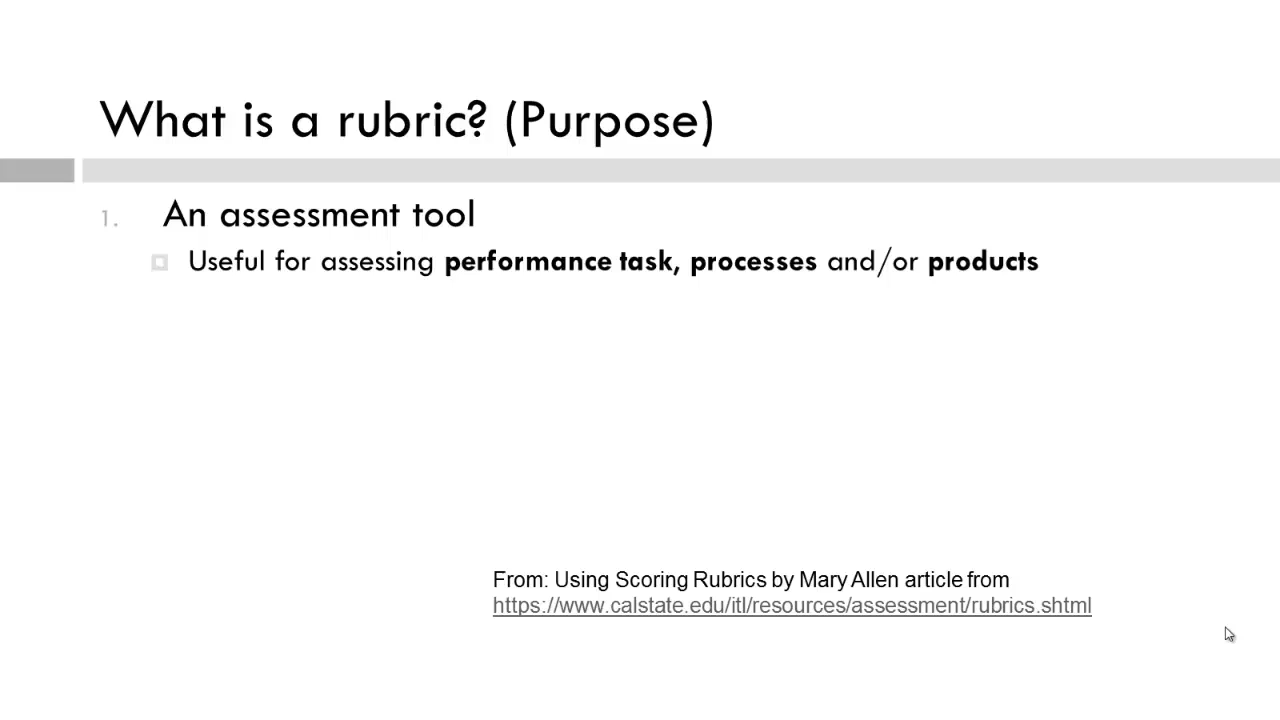 What is a rubric? (Purpose)
1. An assessment tool
Useful for assessing performance task, processes and/or products
From: Using Scoring Rubrics by Mary Allen article from
https://www.calstate.edu/itl/resources/assessment/rubrics.shtml